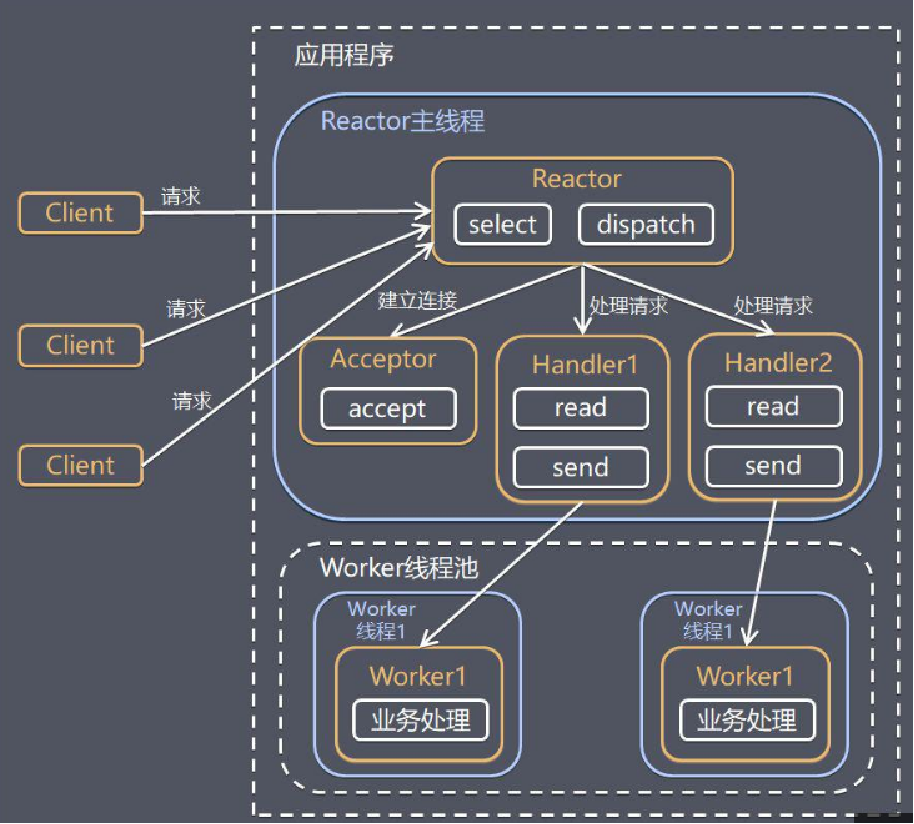 应用程序
Reactor主线程
Reactor
select
dispatch
Client
请求
Client
请求
Client
请求
建立连接
处理请求
处理请求
Acceptor
accept
Handler1
read
send
Handler2
read
send
Worker线程池
Worker
线程1
Worker1
业务处理
Worker
线程1
Worker1
业务处理